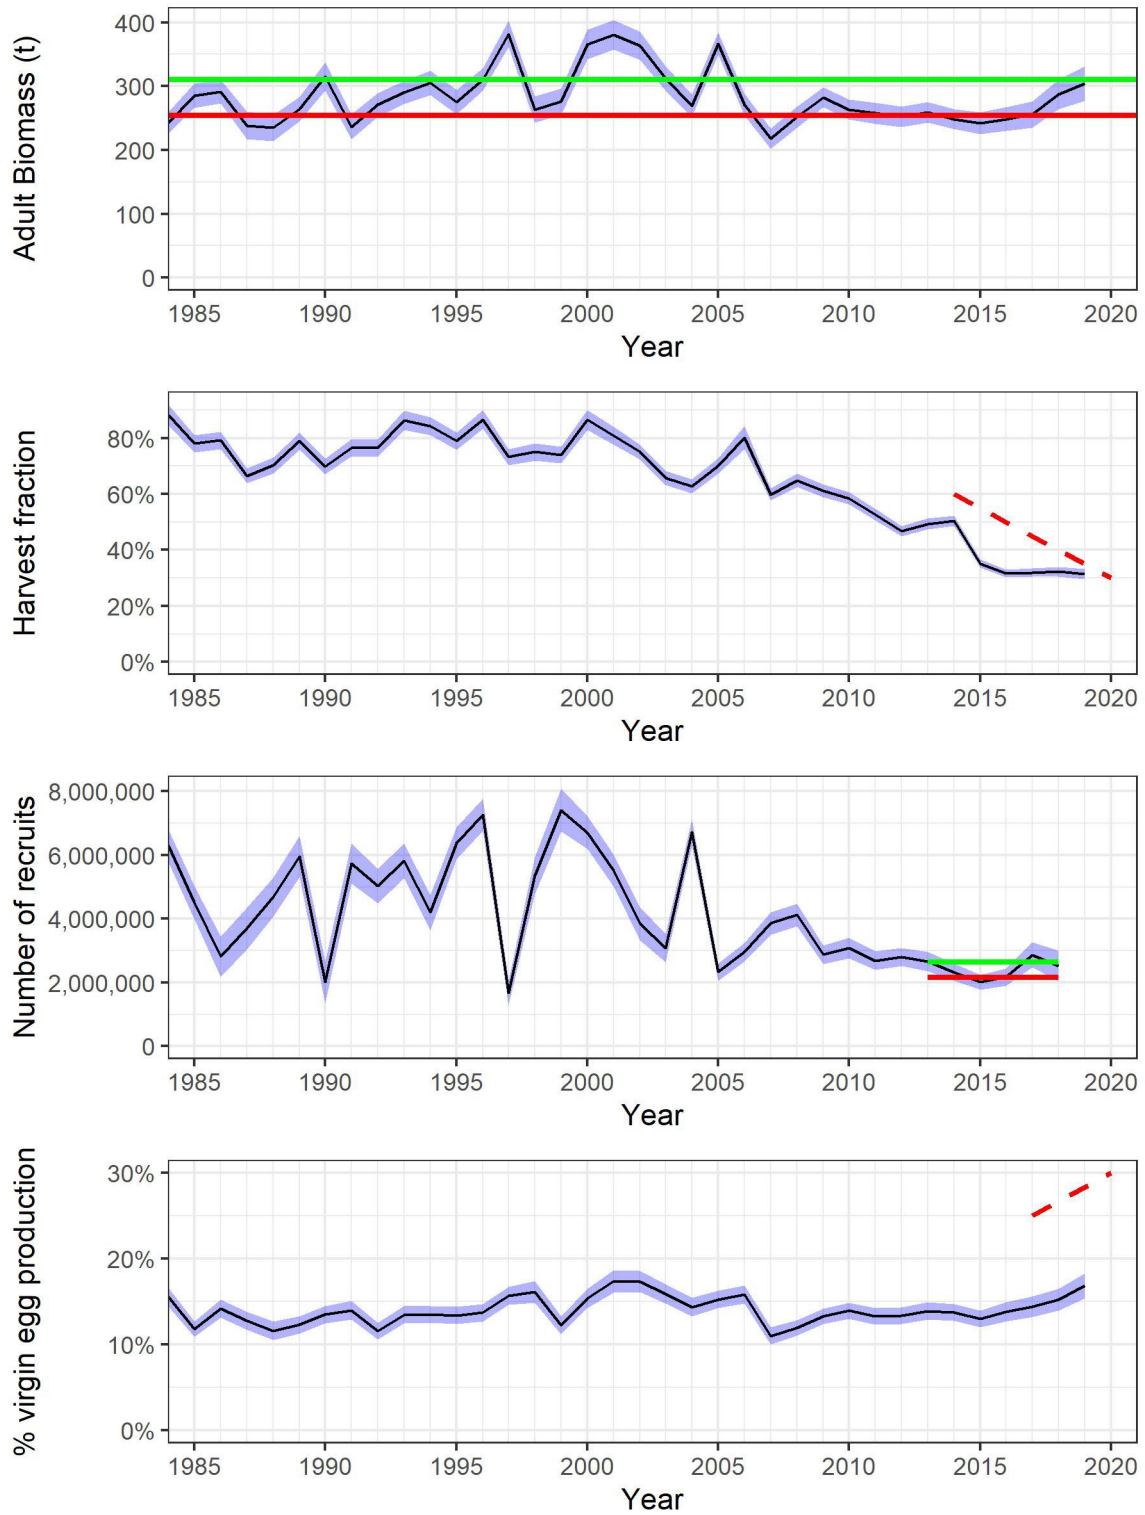 Adult Biomass (t)
400
300
200
100
0
1985 1990 1995 2000 2005 2010 2015 2020
Year
Harvest fraction
80%
60%
40%
20%
0%
1985 1990 1995 2000 2005 2010 2015 2020
Year
Number of recruits
8,000,000
6,000,000
4,000,000
2,000,000
0
1985 1990 1995 2000 2005 2010 2015 2020
Year
% virgin egg production
30%
20%
10%
0%
1985 1990 1995 2000 2005 2010 2015 2020
Year